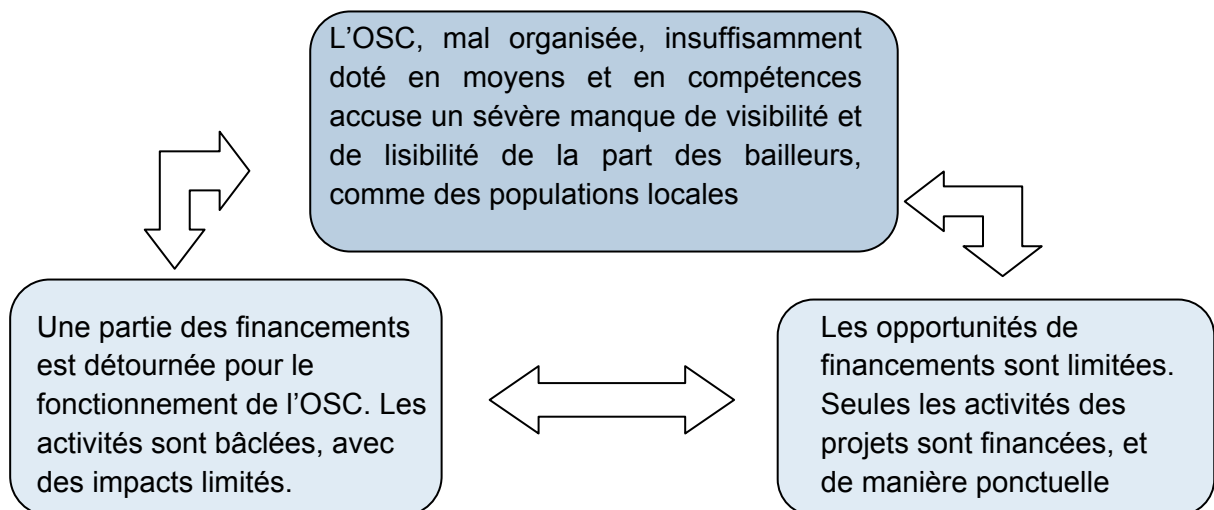 L’OSC, mal organisée, insuffisamment
doté en moyens et en compétences
accuse un sévère manque de visibilité et
de lisibilité de la part des bailleurs,
comme des populations locales
Une partie des financements
est détournée pour le
fonctionnement de l’OSC. Les
activités sont bâclées, avec
des impacts limités.
Les opportunités de
financements sont limitées.
Seules les activités des
projets sont financées, et
de manière ponctuelle